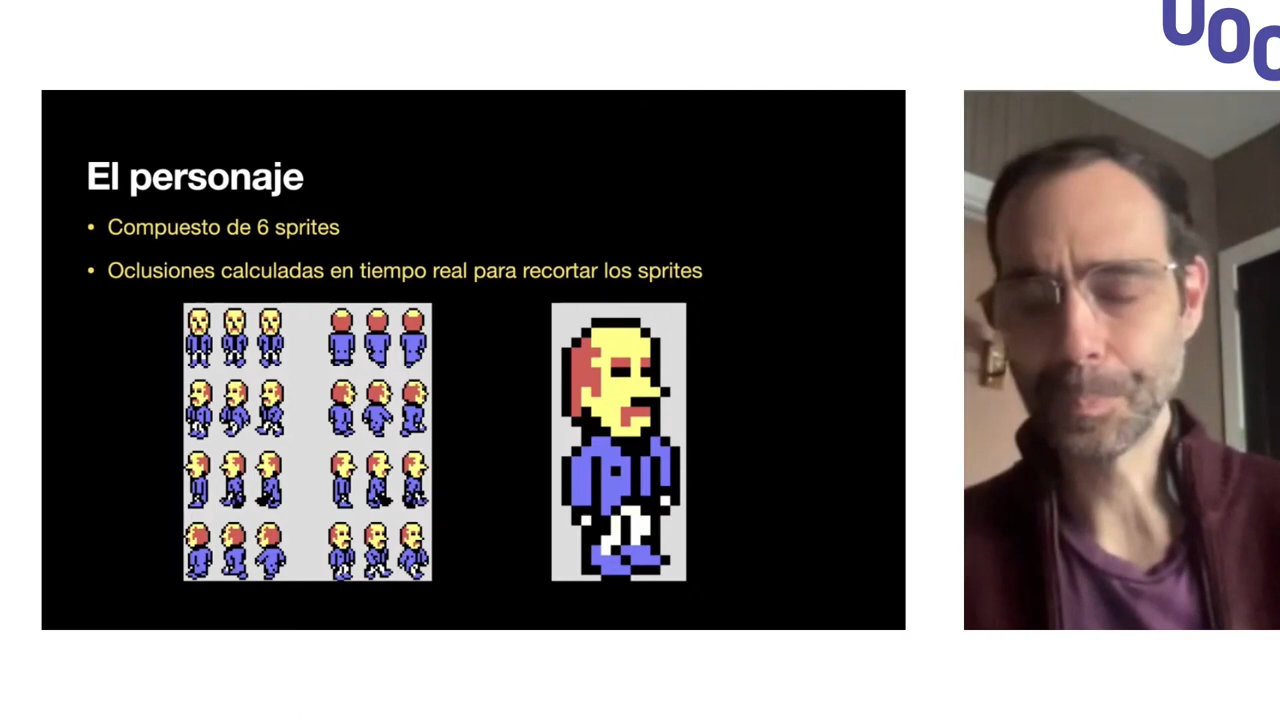 UOC
El personaje
• Compuesto de 6 sprites
• Oclusiones calculadas en tiempo real para recortar los sprites